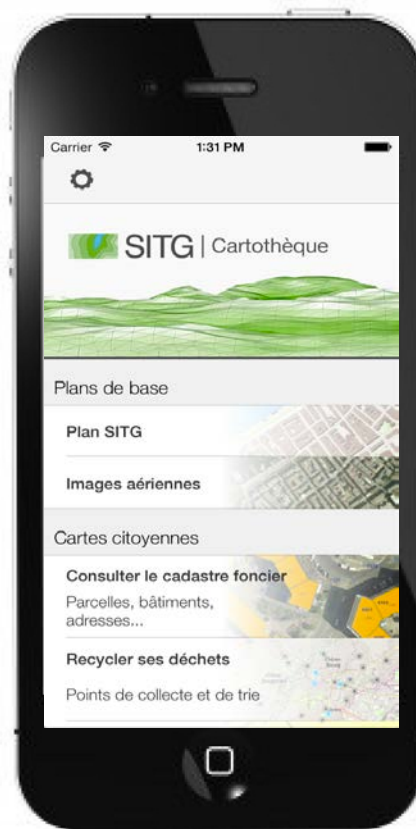 Carrier 1:31 PM
SITG | Cartothèque
Plans de base
Plan SITG
Images aériennes
Cartes citoyennes
Consulter le cadastre foncier
Parcelles, bâtiments,
adresses...
Recycler ses déchets
Points de collecte et de trie